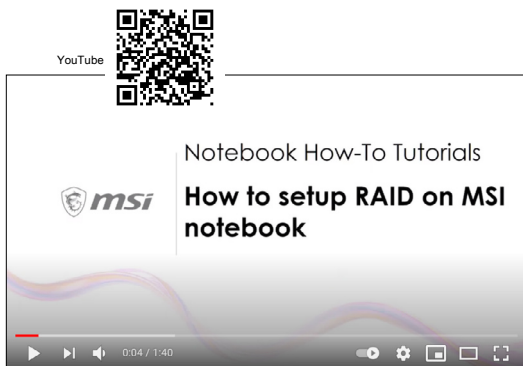 YouTube
Notebook How-To Tutorials
msi
How to setup RAID on MSI
notebook
0:04 / 1:40